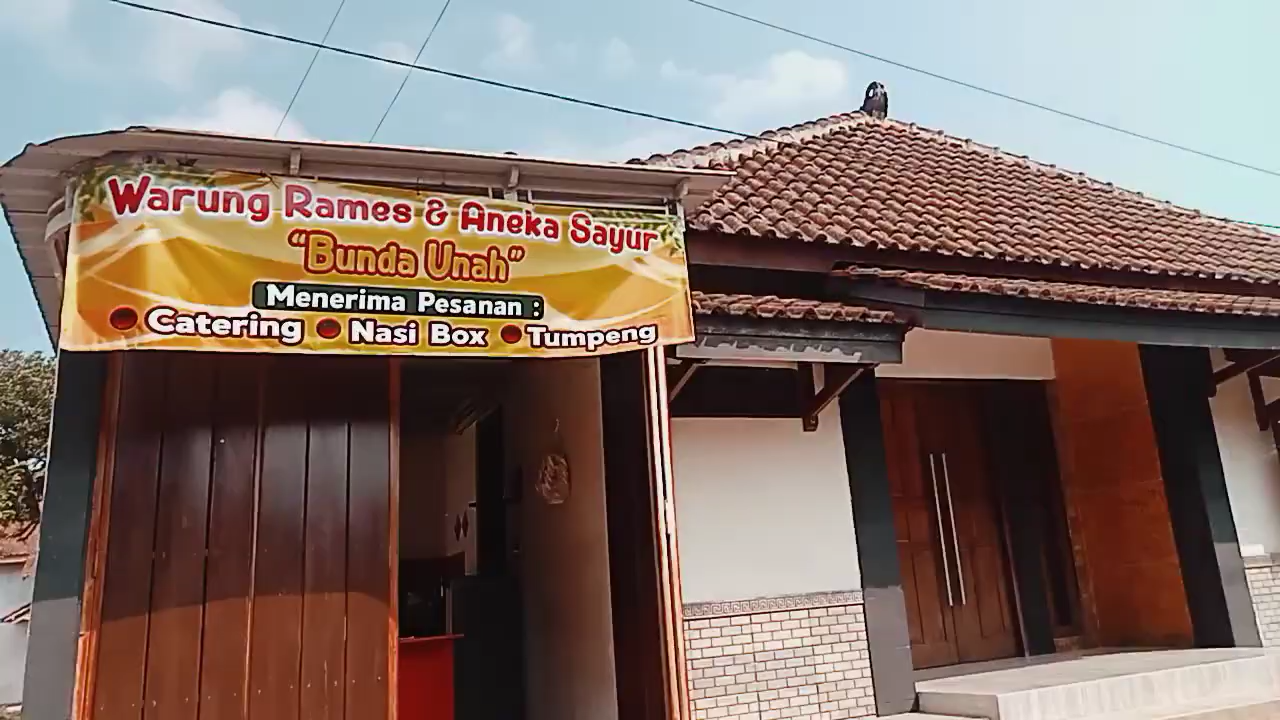 Warung Rames & Aneka Sayur
“Bunda Unah”
Menerima Pesanan :
Catering Nasi Box Tumpeng